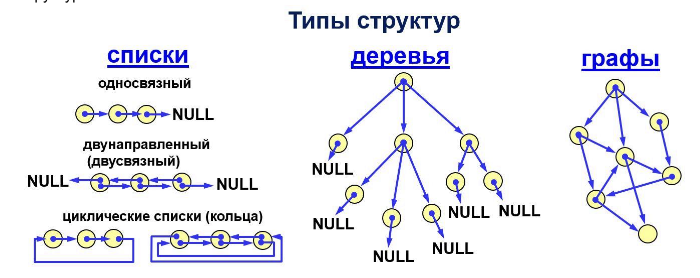 Типы структур
списки
деревья
графы
односвязный
NULL
двунаправленный
(двусвязный)
NULL
NULL
циклические списки (кольца)
NULL
NULL
NULL
NULL
NULL
NULL